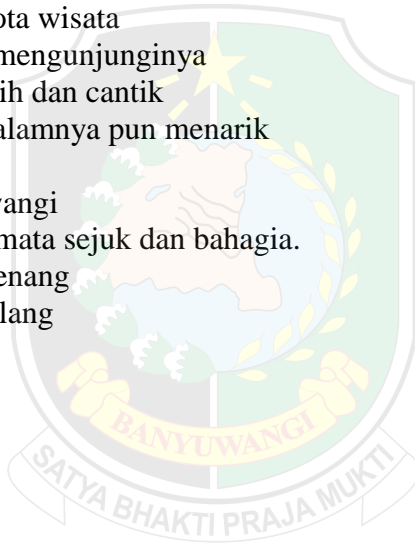 ota wisata
mengunjunginya
ih dan cantik
alamnya pun menarik
angi
mata sejuk dan bahagia.
enang
lang
BANYUWANGI
SATYA BHAKTI PRAJA MUKTI